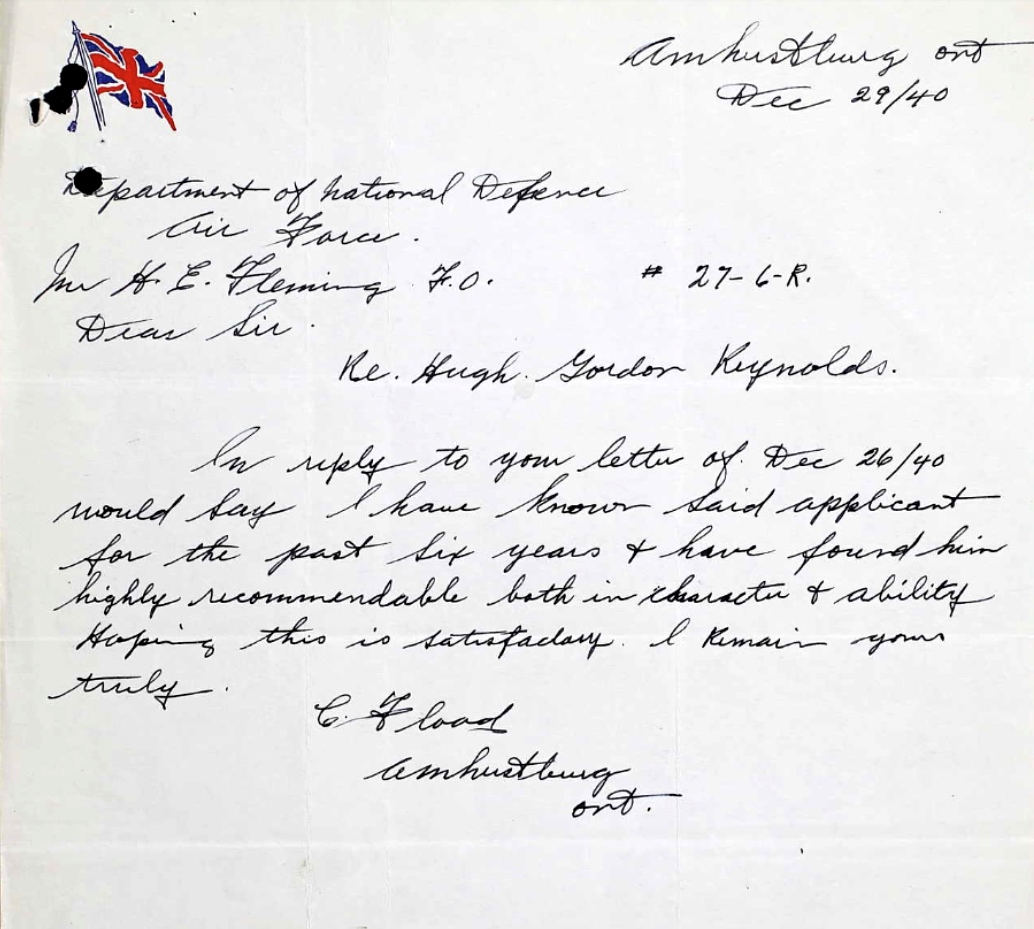 Amherstburg ont
Dec 29/40
Department of national Defence
Air Force.
Mr H. E. Fleming F.O. # 27-6-R.
Dear Sir.
Re. Hugh. Gordon Reynolds.
In reply to your letter of Dec 26/40
would say I have known said applicant
for the past six years & have found him
highly recommendable both in character & ability
Hoping this is satisfactory. I Remain yours
truly.
C. Flood
Amherstburg
ont.